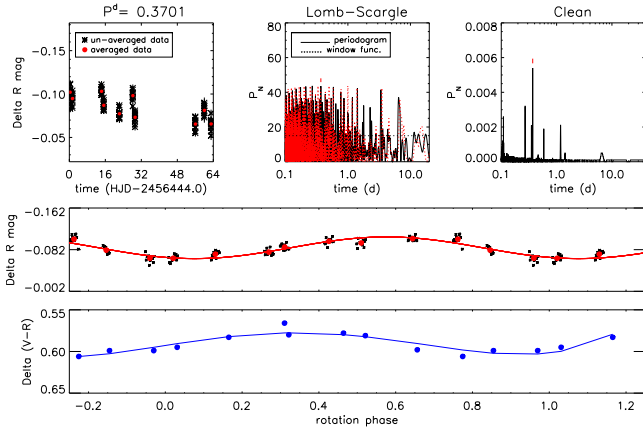 P^d= 0.3701
Lomb-Scargle
Clean
un-averaged data
averaged data
periodogram
window func.
Delta R mag
-0.15
-0.10
-0.05
0 16 32 48 64
time (HJD-2456444.0)
P_N
80
60
40
20
0
0.1 1.0 10.0
time (d)
P_N
0.008
0.006
0.004
0.002
0.000
0.1 1.0 10.0
time (d)
Delta R mag
-0.162
-0.082
-0.002
Delta (V-R)
0.55
0.60
0.65
-0.2 0.0 0.2 0.4 0.6 0.8 1.0 1.2
rotation phase